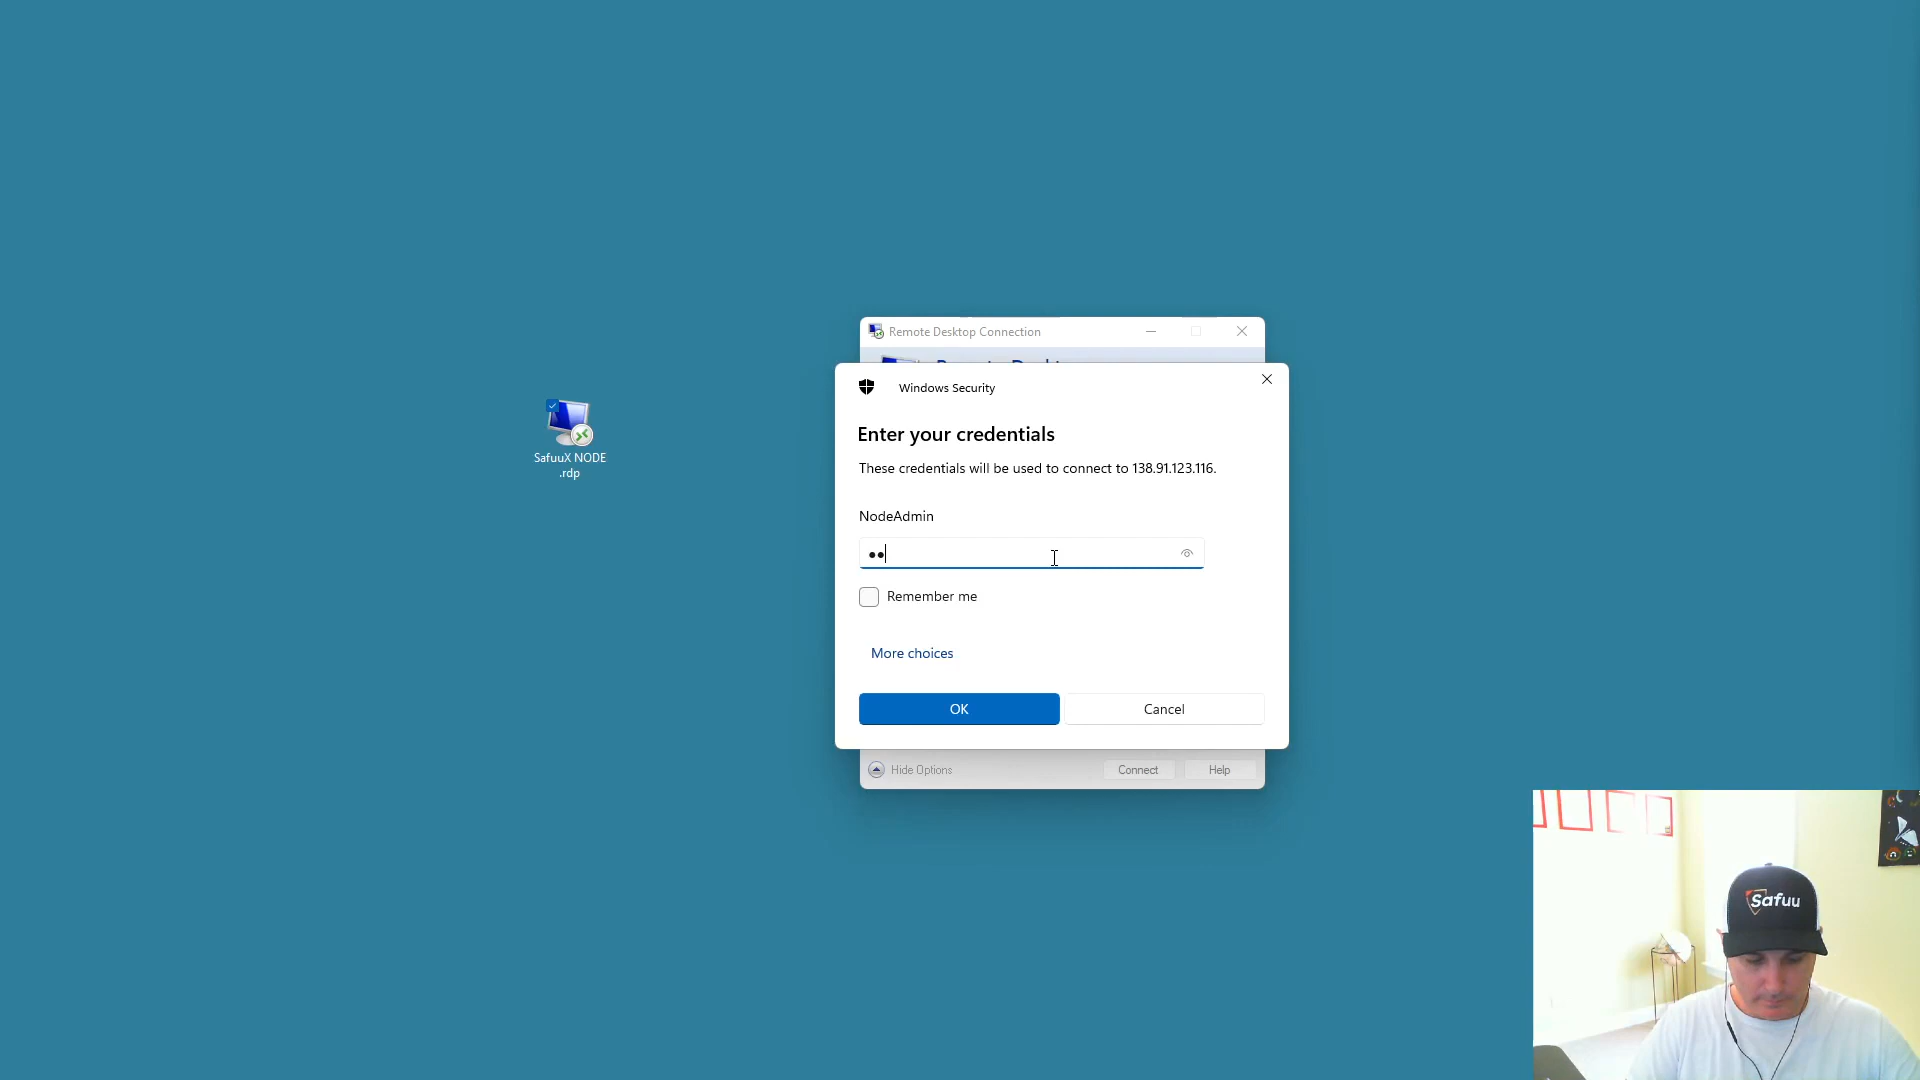 Remote Desktop Connection
Windows Security
Enter your credentials
These credentials will be used to connect to 138.91.123.116.
NodeAdmin
Remember me
More choices
OK
Cancel
Hide Options
Connect
Help
SafuuX NODE
.rdp
Safuu